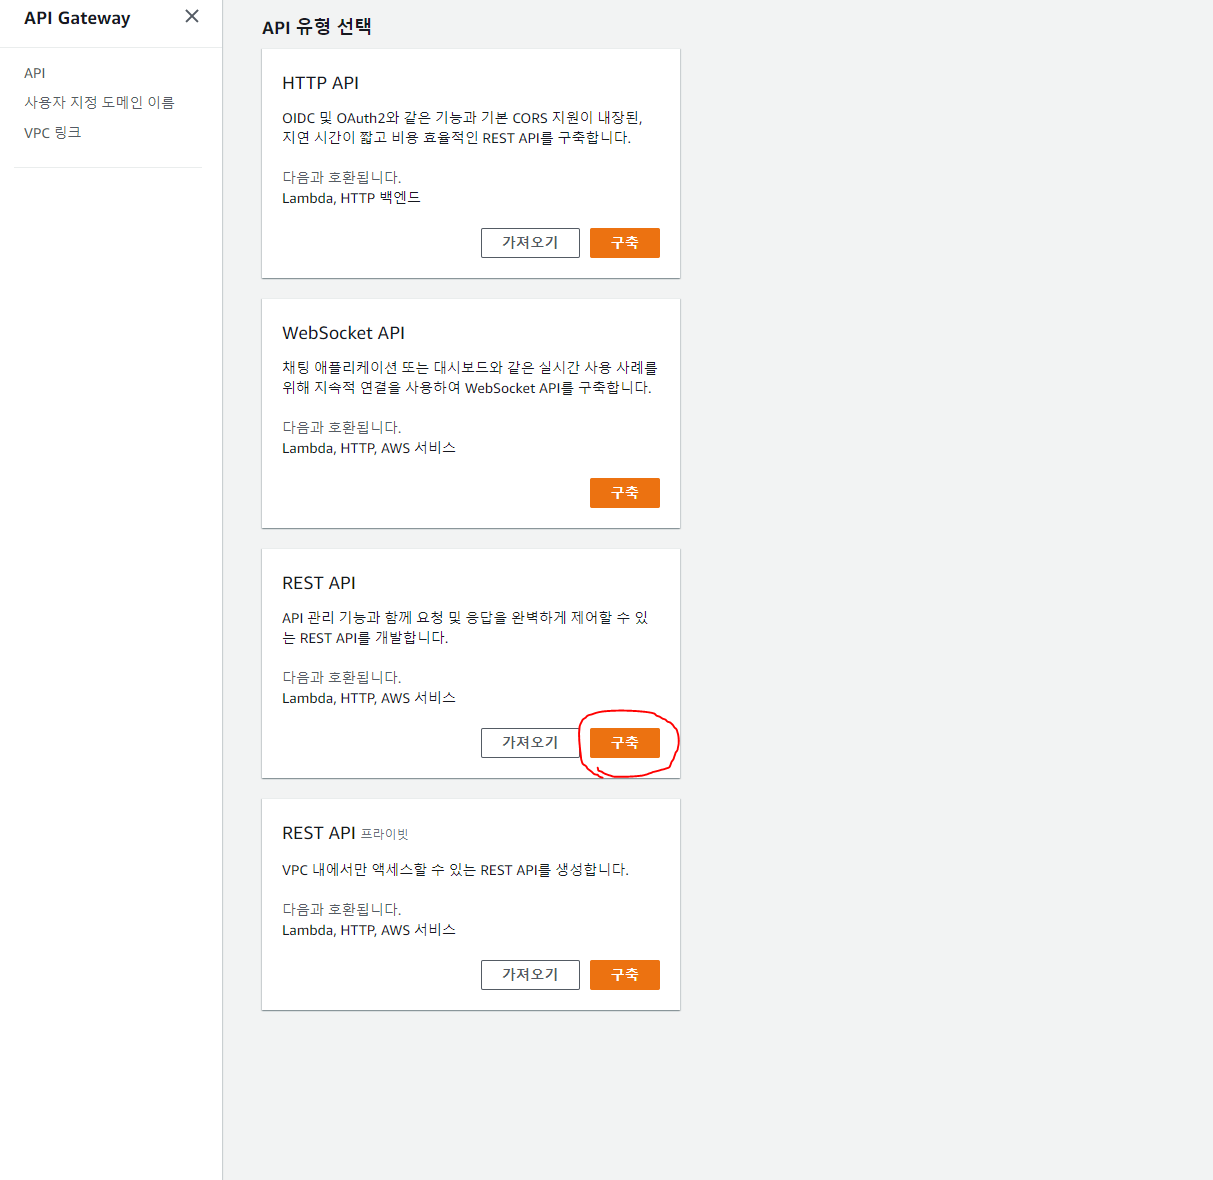 API Gateway
API
사용자 지정 도메인 이름
VPC 링크
API 유형 선택
HTTP API
OIDC 및 OAuth2와 같은 기능과 기본 CORS 지원이 내장된,
지연 시간이 짧고 비용 효율적인 REST API를 구축합니다.
다음과 호환됩니다.
Lambda, HTTP 백엔드
가져오기
구축
WebSocket API
채팅 애플리케이션 또는 대시보드와 같은 실시간 사용 사례를
위해 지속적 연결을 사용하여 WebSocket API를 구축합니다.
다음과 호환됩니다.
Lambda, HTTP, AWS 서비스
구축
REST API
API 관리 기능과 함께 요청 및 응답을 완벽하게 제어할 수 있
는 REST API를 개발합니다.
다음과 호환됩니다.
Lambda, HTTP, AWS 서비스
가져오기
구축
REST API 프라이빗
VPC 내에서만 액세스할 수 있는 REST API를 생성합니다.
다음과 호환됩니다.
Lambda, HTTP, AWS 서비스
가져오기
구축